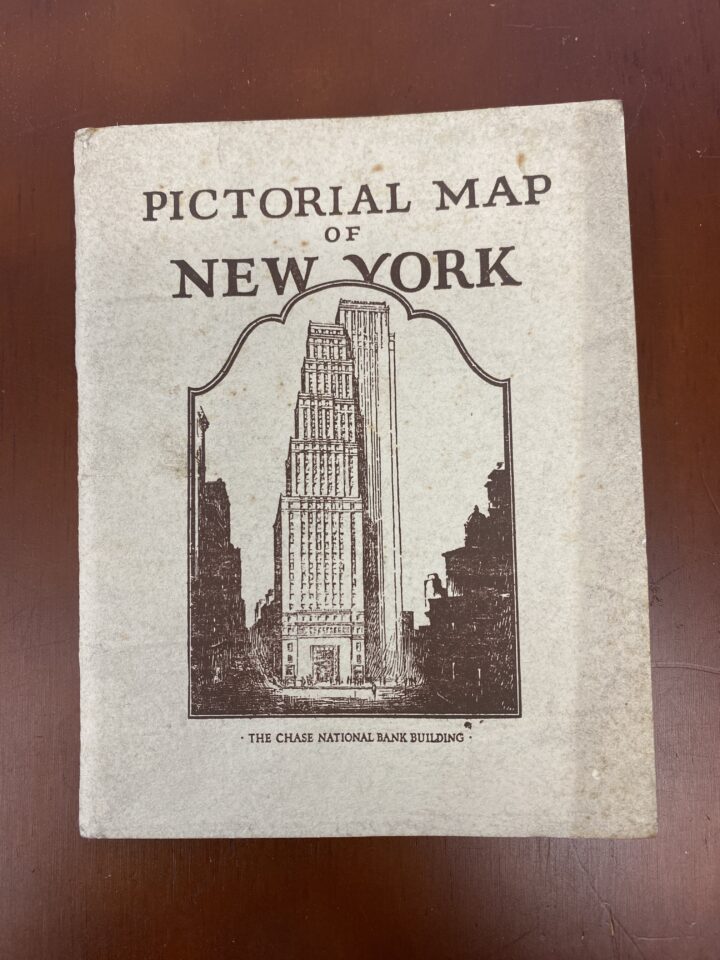 PICTORIAL MAP
OF
NEW YORK
· THE CHASE NATIONAL BANK BUILDING ·